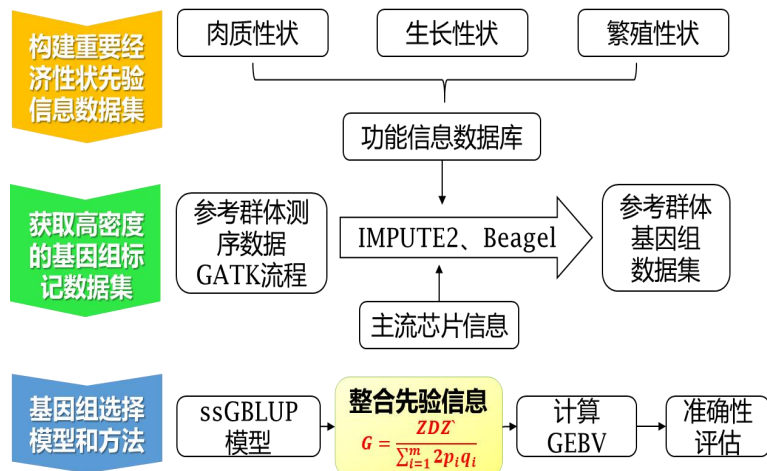 构建重要经
济性状先验
信息数据集
肉质性状
生长性状
繁殖性状
功能信息数据库
获取高密度
的基因组标
记数据集
参考群体测
序数据
GATK流程
IMPUTE2、Beagel
参考群体
基因组
数据集
主流芯片信息
基因组选择
模型和方法
ssGBLUP
模型
整合先验信息
G = ZDZ` / ∑_{i=1}^{m} 2p_i q_i
计算
GEBV
准确性
评估